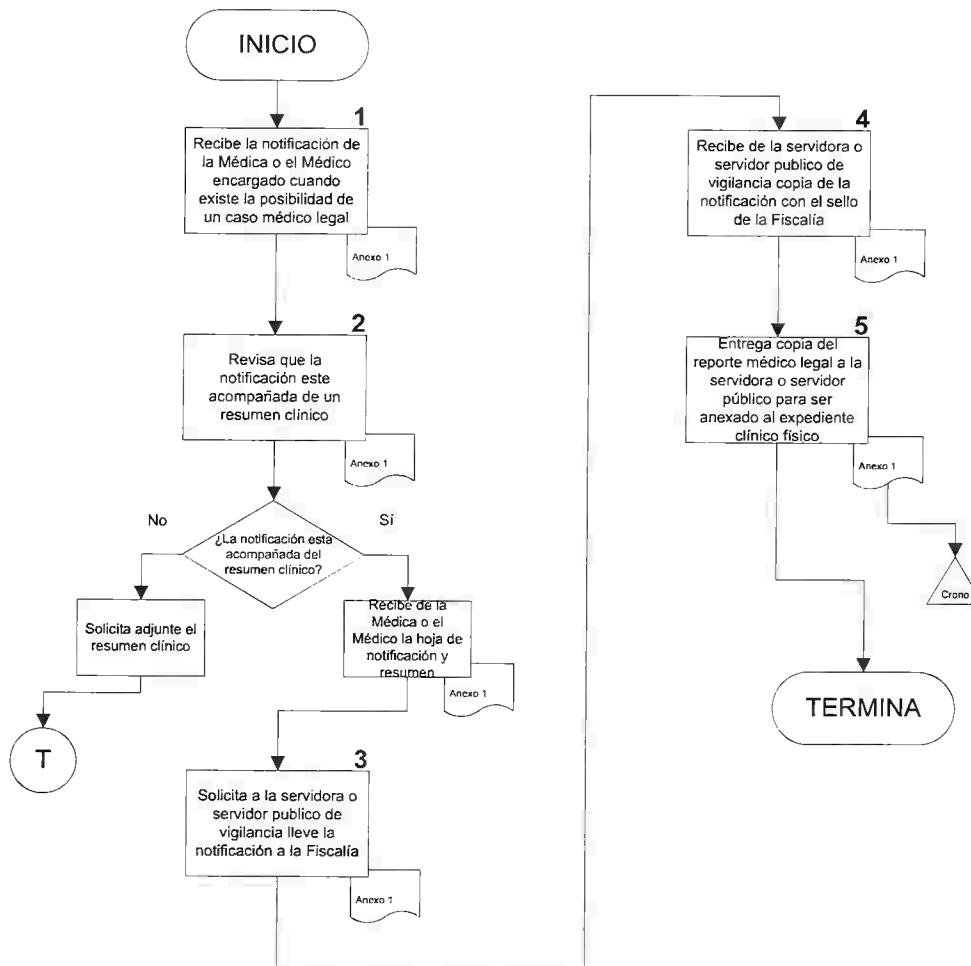 INICIO
1
Recibe la notificación de
la Médica o el Médico
encargado cuando
existe la posibilidad de
un caso médico legal
Anexo 1
2
Revisa que la
notificación este
acompañada de un
resumen clínico
Anexo 1
No
Sí
¿La notificación esta
acompañada del
resumen clínico?
Solicita adjunte el
resumen clínico
T
Recibe de la
Médica o el
Médico la hoja de
notificación y
resumen
Anexo 1
3
Solicita a la servidora o
servidor publico de
vigilancia lleve la
notificación a la Fiscalía
Anexo 1
4
Recibe de la servidora o
servidor publico de
vigilancia copia de la
notificación con el sello
de la Fiscalía
Anexo 1
5
Entrega copia del
reporte médico legal a la
servidora o servidor
público para ser
anexado al expediente
clínico físico
Anexo 1
Crono
TERMINA